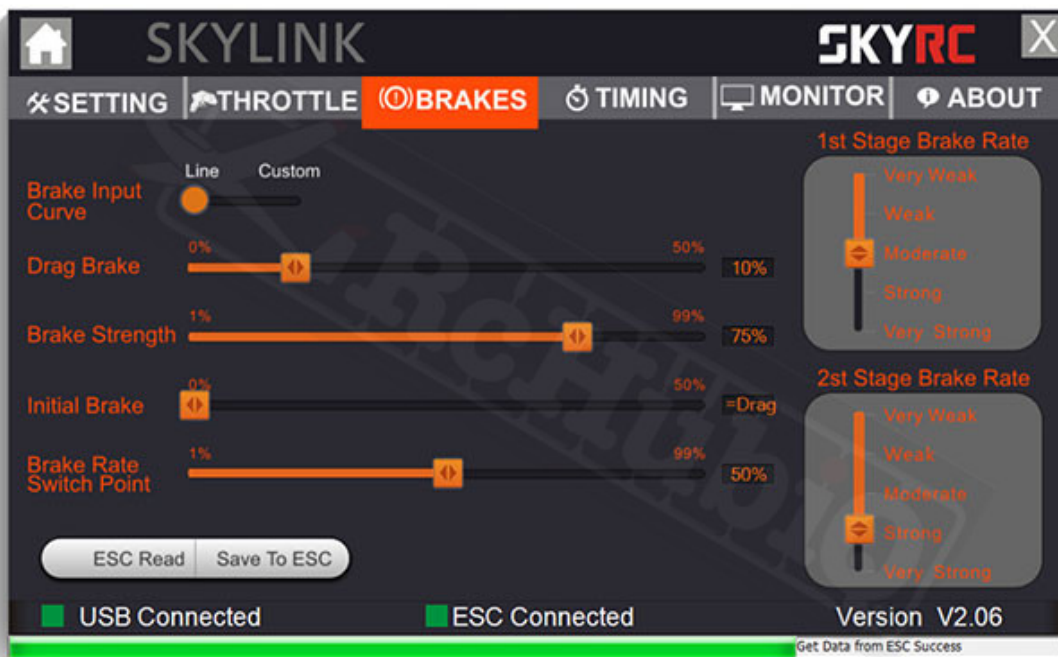 SKYLINK
SKYRC
X
SETTING
THROTTLE
BRAKES
TIMING
MONITOR
ABOUT
Brake Input
Curve
Line Custom
Drag Brake
0% 50%
10%
Brake Strength
1% 99%
75%
Initial Brake
0% 50%
=Drag
Brake Rate
Switch Point
1% 99%
50%
1st Stage Brake Rate
Very Weak
Weak
Moderate
Strong
Very Strong
2st Stage Brake Rate
Very Weak
Weak
Moderate
Strong
Very Strong
ESC Read
Save To ESC
USB Connected
ESC Connected
Version V2.06
Get Data from ESC Success
RcHubio